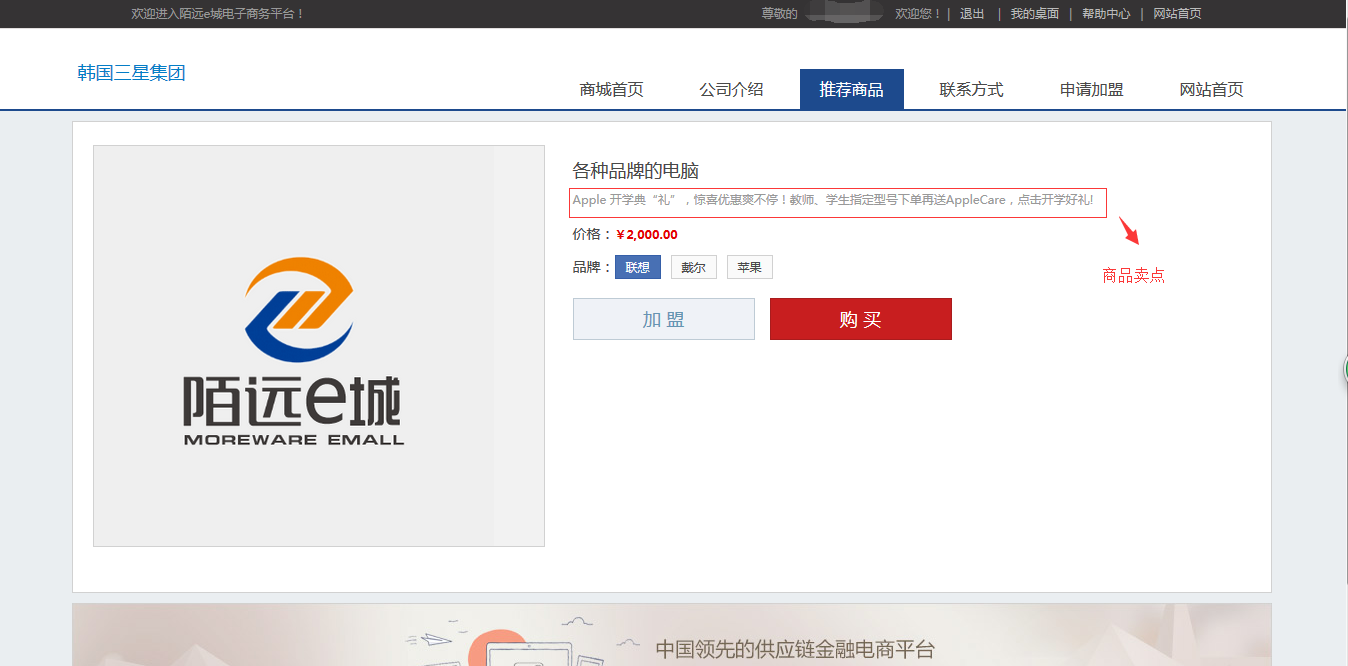 欢迎进入陌远e城电子商务平台！
尊敬的 欢迎您！| 退出 | 我的桌面 | 帮助中心 | 网站首页
韩国三星集团
商城首页 公司介绍 推荐商品 联系方式 申请加盟 网站首页
各种品牌的电脑
Apple 开学典“礼”，惊喜优惠爽不停！教师、学生指定型号下单再送AppleCare，点击开学好礼!
价格：￥2,000.00
品牌： 联想 戴尔 苹果
商品卖点
加 盟 购 买
陌远e城
MOREWARE EMALL
中国领先的供应链金融电商平台